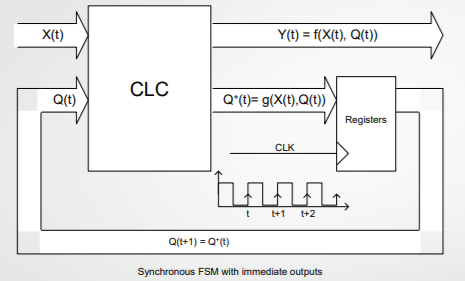 X(t)
Y(t) = f(X(t), Q(t))
CLC
Q(t)
Q⁺(t)= g(X(t),Q(t))
Registers
CLK
t
t+1
t+2
Q(t+1) = Q⁺(t)
Synchronous FSM with immediate outputs